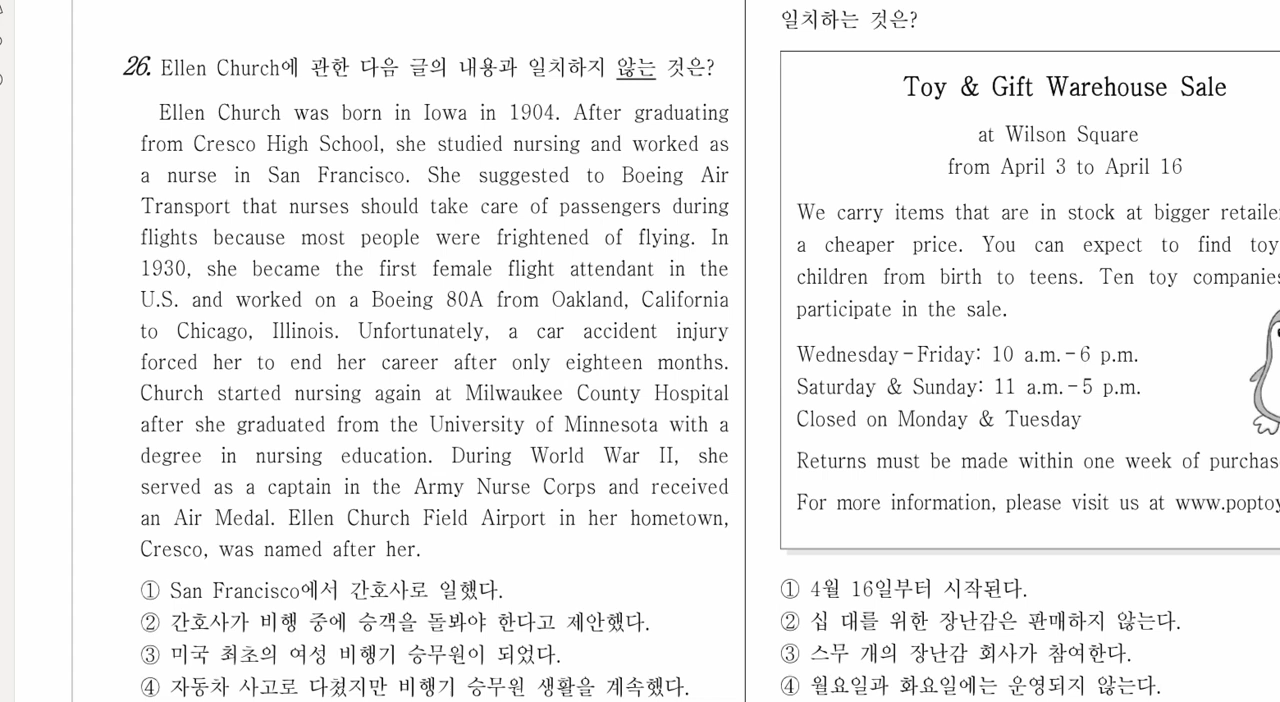 26. Ellen Church에 관한 다음 글의 내용과 일치하지 않는 것은?
Ellen Church was born in Iowa in 1904. After graduating
from Cresco High School, she studied nursing and worked as
a nurse in San Francisco. She suggested to Boeing Air
Transport that nurses should take care of passengers during
flights because most people were frightened of flying. In
1930, she became the first female flight attendant in the
U.S. and worked on a Boeing 80A from Oakland, California
to Chicago, Illinois. Unfortunately, a car accident injury
forced her to end her career after only eighteen months.
Church started nursing again at Milwaukee County Hospital
after she graduated from the University of Minnesota with a
degree in nursing education. During World War II, she
served as a captain in the Army Nurse Corps and received
an Air Medal. Ellen Church Field Airport in her hometown,
Cresco, was named after her.
① San Francisco에서 간호사로 일했다.
② 간호사가 비행 중에 승객을 돌봐야 한다고 제안했다.
③ 미국 최초의 여성 비행기 승무원이 되었다.
④ 자동차 사고로 다쳤지만 비행기 승무원 생활을 계속했다.
일치하는 것은?
Toy & Gift Warehouse Sale
at Wilson Square
from April 3 to April 16
We carry items that are in stock at bigger
a cheaper price. You can expect to find
children from birth to teens. Ten toy
participate in the sale.
Wednesday-Friday: 10 a.m.-6 p.m.
Saturday & Sunday: 11 a.m.-5 p.m.
Closed on Monday & Tuesday
Returns must be made within one week of
For more information, please visit us at
① 4월 16일부터 시작된다.
② 십 대를 위한 장난감은 판매하지 않는다.
③ 스무 개의 장난감 회사가 참여한다.
④ 월요일과 화요일에는 운영되지 않는다.